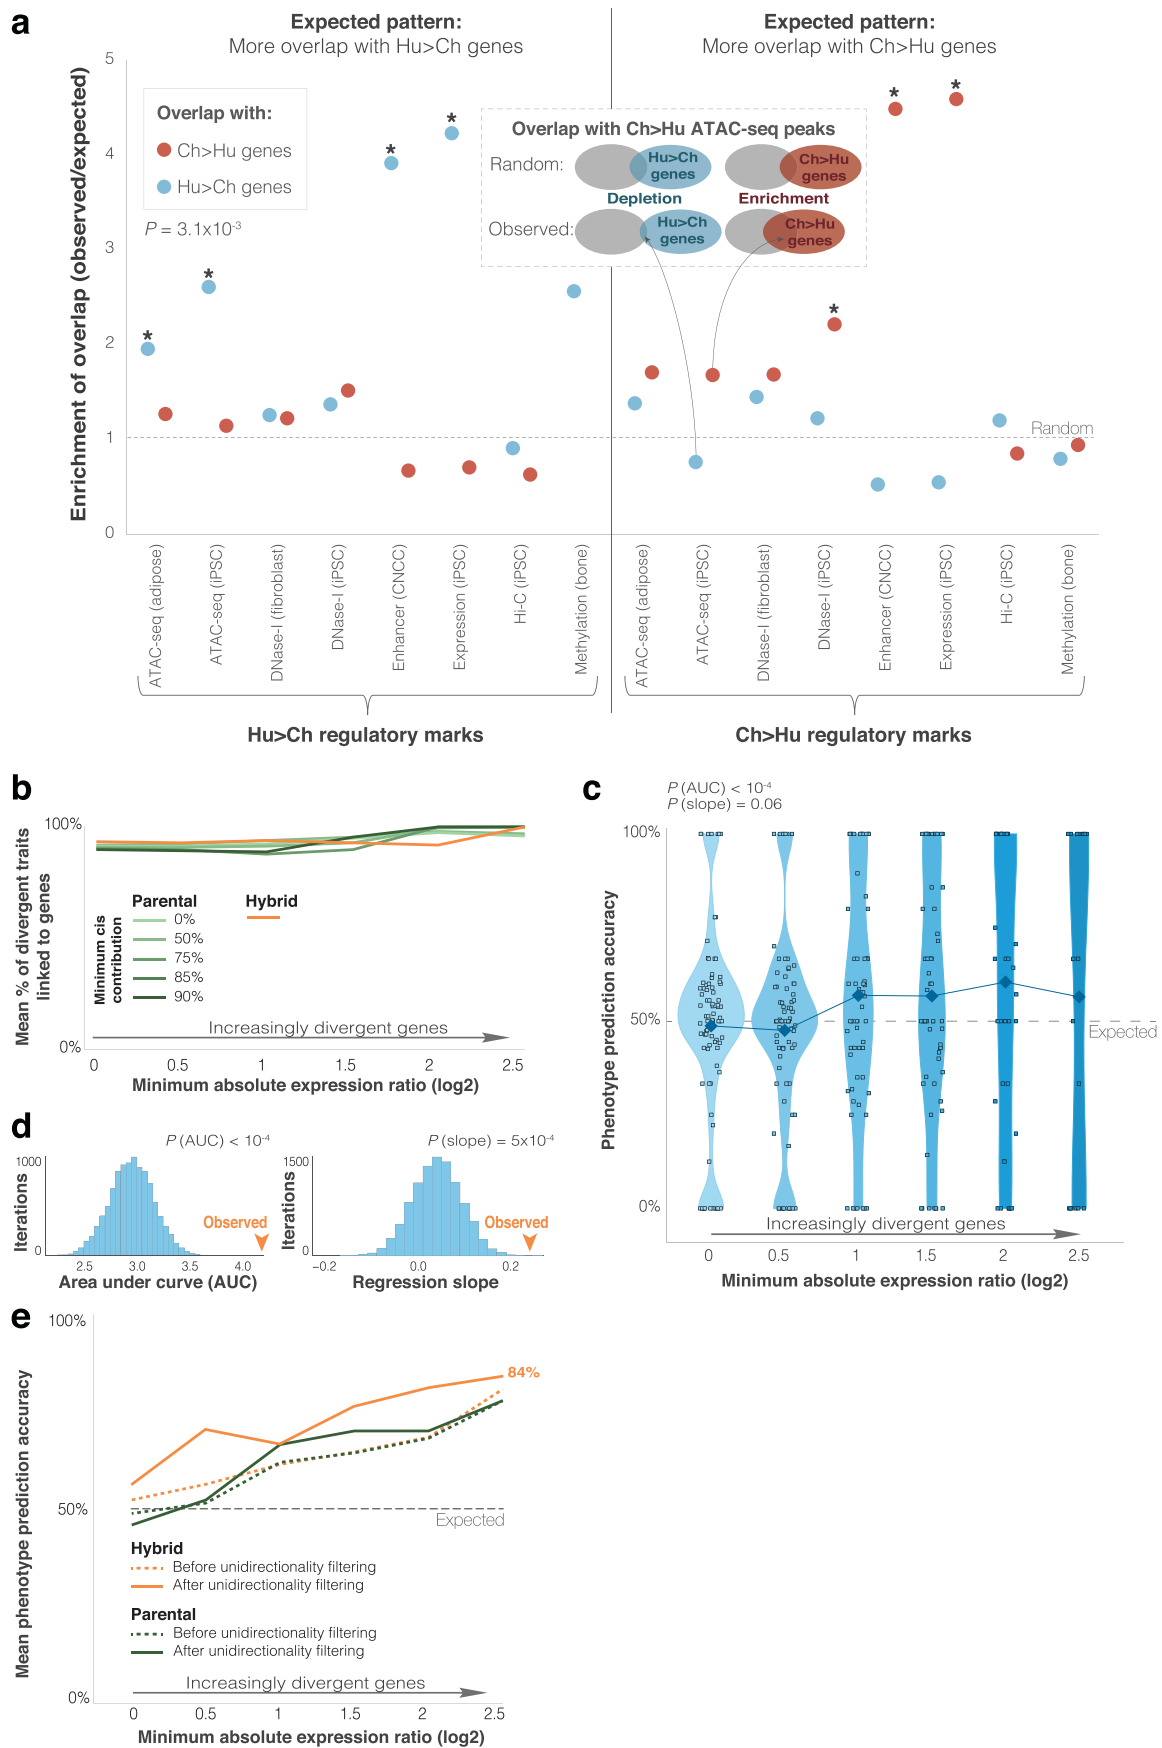 a
Expected pattern:
More overlap with Hu>Ch genes
Expected pattern:
More overlap with Ch>Hu genes
Enrichment of overlap (observed/expected)
5
4
3
2
1
0
Overlap with:
Ch>Hu genes
Hu>Ch genes
P = 3.1x10-3
*
*
*
*
*
*
*
Overlap with Ch>Hu ATAC-seq peaks
Random:
Hu>Ch
genes
Ch>Hu
genes
Depletion
Enrichment
Observed:
Hu>Ch
genes
Ch>Hu
genes
Random
ATAC-seq (adipose)
ATAC-seq (iPSC)
DNase-I (fibroblast)
DNase-I (iPSC)
Enhancer (CNCC)
Expression (iPSC)
Hi-C (iPSC)
Methylation (bone)
ATAC-seq (adipose)
ATAC-seq (iPSC)
DNase-I (fibroblast)
DNase-I (iPSC)
Enhancer (CNCC)
Expression (iPSC)
Hi-C (iPSC)
Methylation (bone)
Hu>Ch regulatory marks
Ch>Hu regulatory marks
b
Mean % of divergent traits
linked to genes
100%
0%
Minimum cis
contribution
Parental
0%
50%
75%
85%
90%
Hybrid
Increasingly divergent genes
0 0.5 1 1.5 2 2.5
Minimum absolute expression ratio (log2)
c
P (AUC) < 10-4
P (slope) = 0.06
Phenotype prediction accuracy
100%
50%
0%
Expected
Increasingly divergent genes
0 0.5 1 1.5 2 2.5
Minimum absolute expression ratio (log2)
d
P (AUC) < 10-4
Iterations
1000
0
Observed
2.5 3.0 3.5 4.0
Area under curve (AUC)
P (slope) = 5x10-4
Iterations
1500
0
Observed
−0.2 0.0 0.2
Regression slope
e
Mean phenotype prediction accuracy
100%
50%
0%
84%
Expected
Hybrid
Before unidirectionality filtering
After unidirectionality filtering
Parental
Before unidirectionality filtering
After unidirectionality filtering
Increasingly divergent genes
0 0.5 1 1.5 2 2.5
Minimum absolute expression ratio (log2)